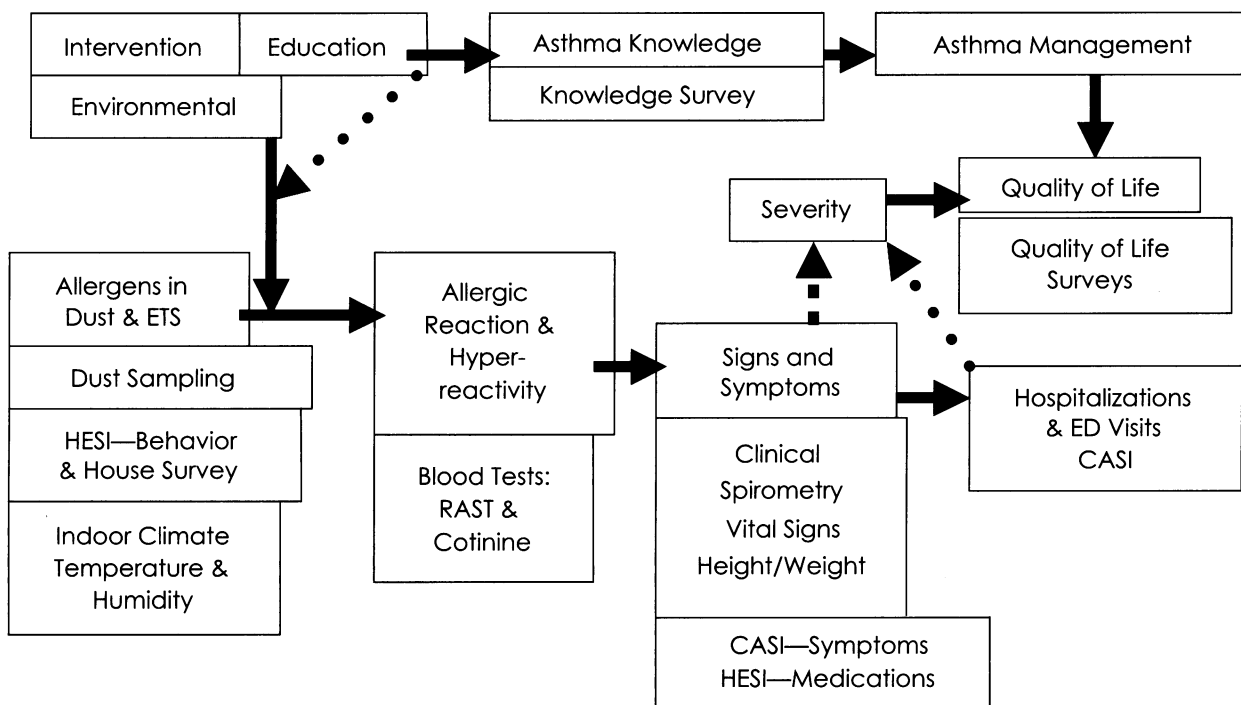 Intervention
Education
Environmental
Asthma Knowledge
Knowledge Survey
Asthma Management
Severity
Quality of Life
Quality of Life
Surveys
Allergens in
Dust & ETS
Dust Sampling
HESI—Behavior
& House Survey
Indoor Climate
Temperature &
Humidity
Allergic
Reaction &
Hyper-
reactivity
Blood Tests:
RAST &
Cotinine
Signs and
Symptoms
Clinical
Spirometry
Vital Signs
Height/Weight
CASI—Symptoms
HESI—Medications
Hospitalizations
& ED Visits
CASI